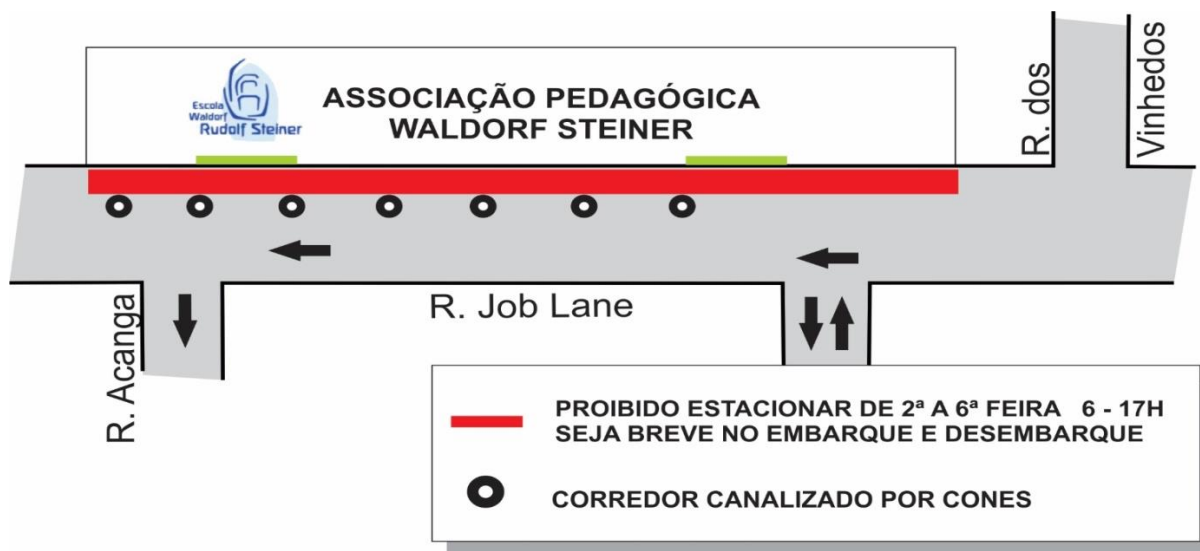 Escola
Waldorf
Rudolf Steiner
ASSOCIAÇÃO PEDAGÓGICA
WALDORF STEINER
R. dos
Vinhedos
R. Acanga
R. Job Lane
PROIBIDO ESTACIONAR DE 2ª A 6ª FEIRA 6 - 17H
SEJA BREVE NO EMBARQUE E DESEMBARQUE
CORREDOR CANALIZADO POR CONES